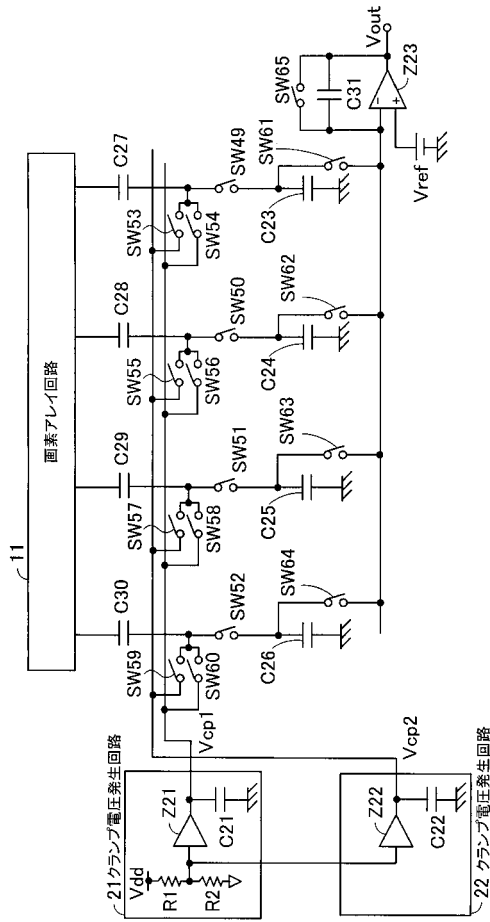 11
画素アレイ回路
C30
C29
C28
C27
SW59
SW60
SW57
SW58
SW55
SW56
SW53
SW54
SW52
SW51
SW50
SW49
C26
C25
C24
C23
SW64
SW63
SW62
SW61
SW65
C31
Vout
Z23
Vref
−
+
21クランプ電圧発生回路
Vdd
R1
R2
Z21
C21
Vcp1
Vcp2
Z22
C22
22 クランプ電圧発生回路